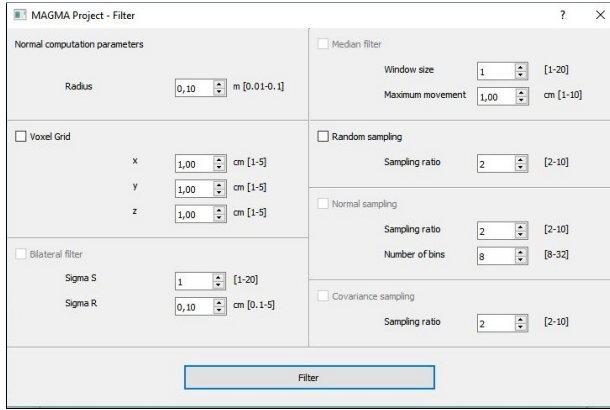 MAGMA Project - Filter
Normal computation parameters
Radius 0,10 m [0.01-0.1]
Voxel Grid
x 1,00 cm [1-5]
y 1,00 cm [1-5]
z 1,00 cm [1-5]
Bilateral filter
Sigma S 1 [1-20]
Sigma R 0,10 cm [0.1-5]
Median filter
Window size 1 [1-20]
Maximum movement 1,00 cm [1-10]
Random sampling
Sampling ratio 2 [2-10]
Normal sampling
Sampling ratio 2 [2-10]
Number of bins 8 [8-32]
Covariance sampling
Sampling ratio 2 [2-10]
Filter